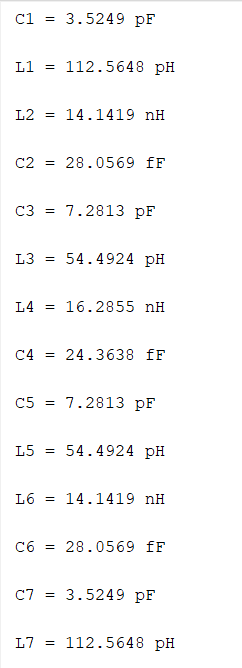 C1 = 3.5249 pF
L1 = 112.5648 pH
L2 = 14.1419 nH
C2 = 28.0569 fF
C3 = 7.2813 pF
L3 = 54.4924 pH
L4 = 16.2855 nH
C4 = 24.3638 fF
C5 = 7.2813 pF
L5 = 54.4924 pH
L6 = 14.1419 nH
C6 = 28.0569 fF
C7 = 3.5249 pF
L7 = 112.5648 pH